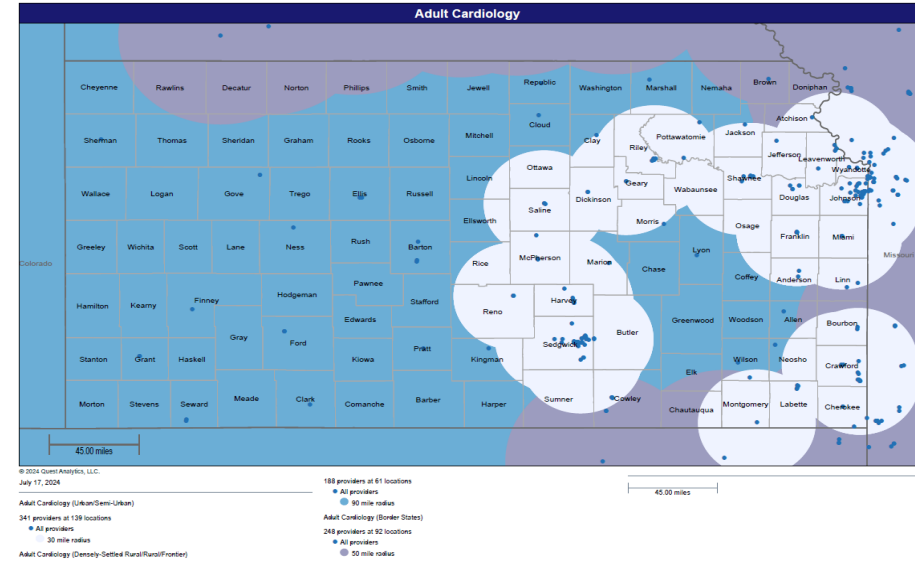 Adult Cardiology
Cheyenne Rawlins Decatur Norton Phillips Smith Jewell Republic Washington Marshall Nemaha Brown Doniphan
Sherman Thomas Sheridan Graham Rooks Osborne Mitchell Cloud Clay Riley Pottawatomie Jackson Atchison
Jefferson Leavenworth Wyandotte
Wallace Logan Gove Trego Ellis Russell Lincoln Ottawa Saline Dickinson Geary Wabaunsee Shawnee Douglas Johnson
Greeley Wichita Scott Lane Ness Rush Barton Ellsworth McPherson Marion Morris Lyon Osage Franklin Miami
Colorado Missouri
Hamilton Kearny Finney Hodgeman Pawnee Stafford Rice Reno Harvey Chase Coffey Anderson Linn
Gray Ford Edwards Sedgwick Butler Greenwood Woodson Allen Bourbon
Stanton Grant Haskell Kiowa Pratt Kingman Elk Wilson Neosho Crawford
Morton Stevens Seward Meade Clark Comanche Barber Harper Sumner Cowley Chautauqua Montgomery Labette Cherokee
45.00 miles
© 2024 Quest Analytics, LLC.
July 17, 2024
Adult Cardiology (Urban/Semi-Urban)
341 providers at 139 locations
All providers
30 mile radius
Adult Cardiology (Densely-Settled Rural/Rural/Frontier)
188 providers at 61 locations
All providers
90 mile radius
Adult Cardiology (Border States)
248 providers at 92 locations
All providers
50 mile radius
45.00 miles